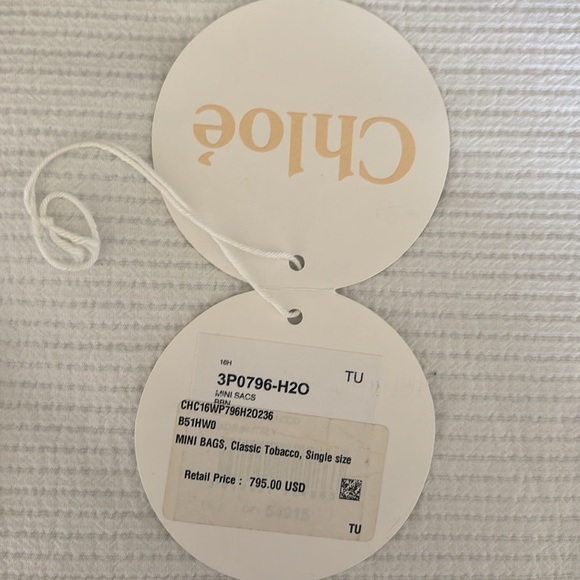 Chloé
16H
3P0796-H2O
TU
MINI SACS
BBN
CHC16WP796H2O236
B51HW0
MINI BAGS, Classic Tobacco, Single size
Retail Price : 795.00 USD
TU